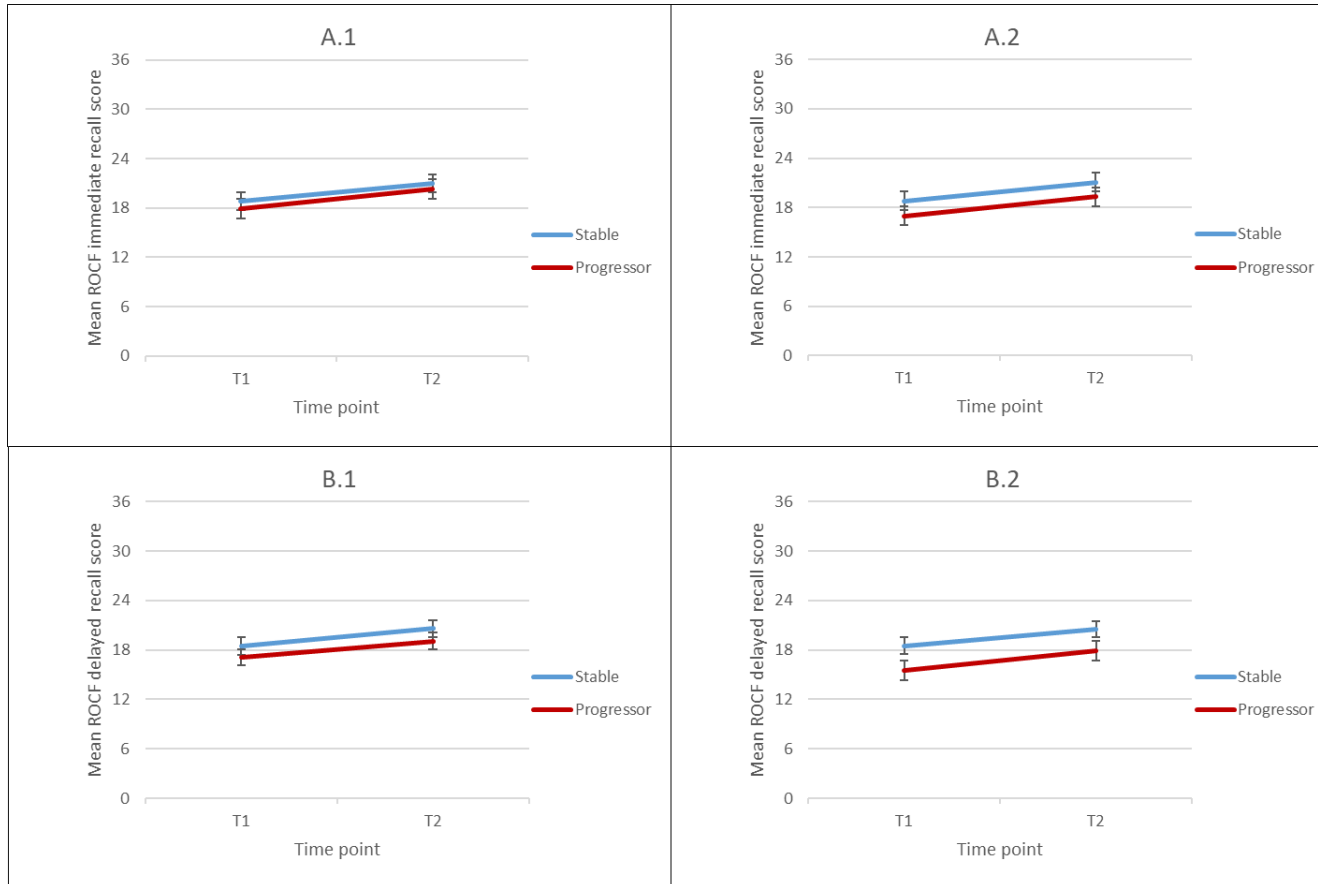 A.1
Mean ROCF immediate recall score
36
30
24
18
12
6
0
T1
T2
Time point
Stable
Progressor
A.2
Mean ROCF immediate recall score
36
30
24
18
12
6
0
T1
T2
Time point
Stable
Progressor
B.1
Mean ROCF delayed recall score
36
30
24
18
12
6
0
T1
T2
Time point
Stable
Progressor
B.2
Mean ROCF delayed recall score
36
30
24
18
12
6
0
T1
T2
Time point
Stable
Progressor